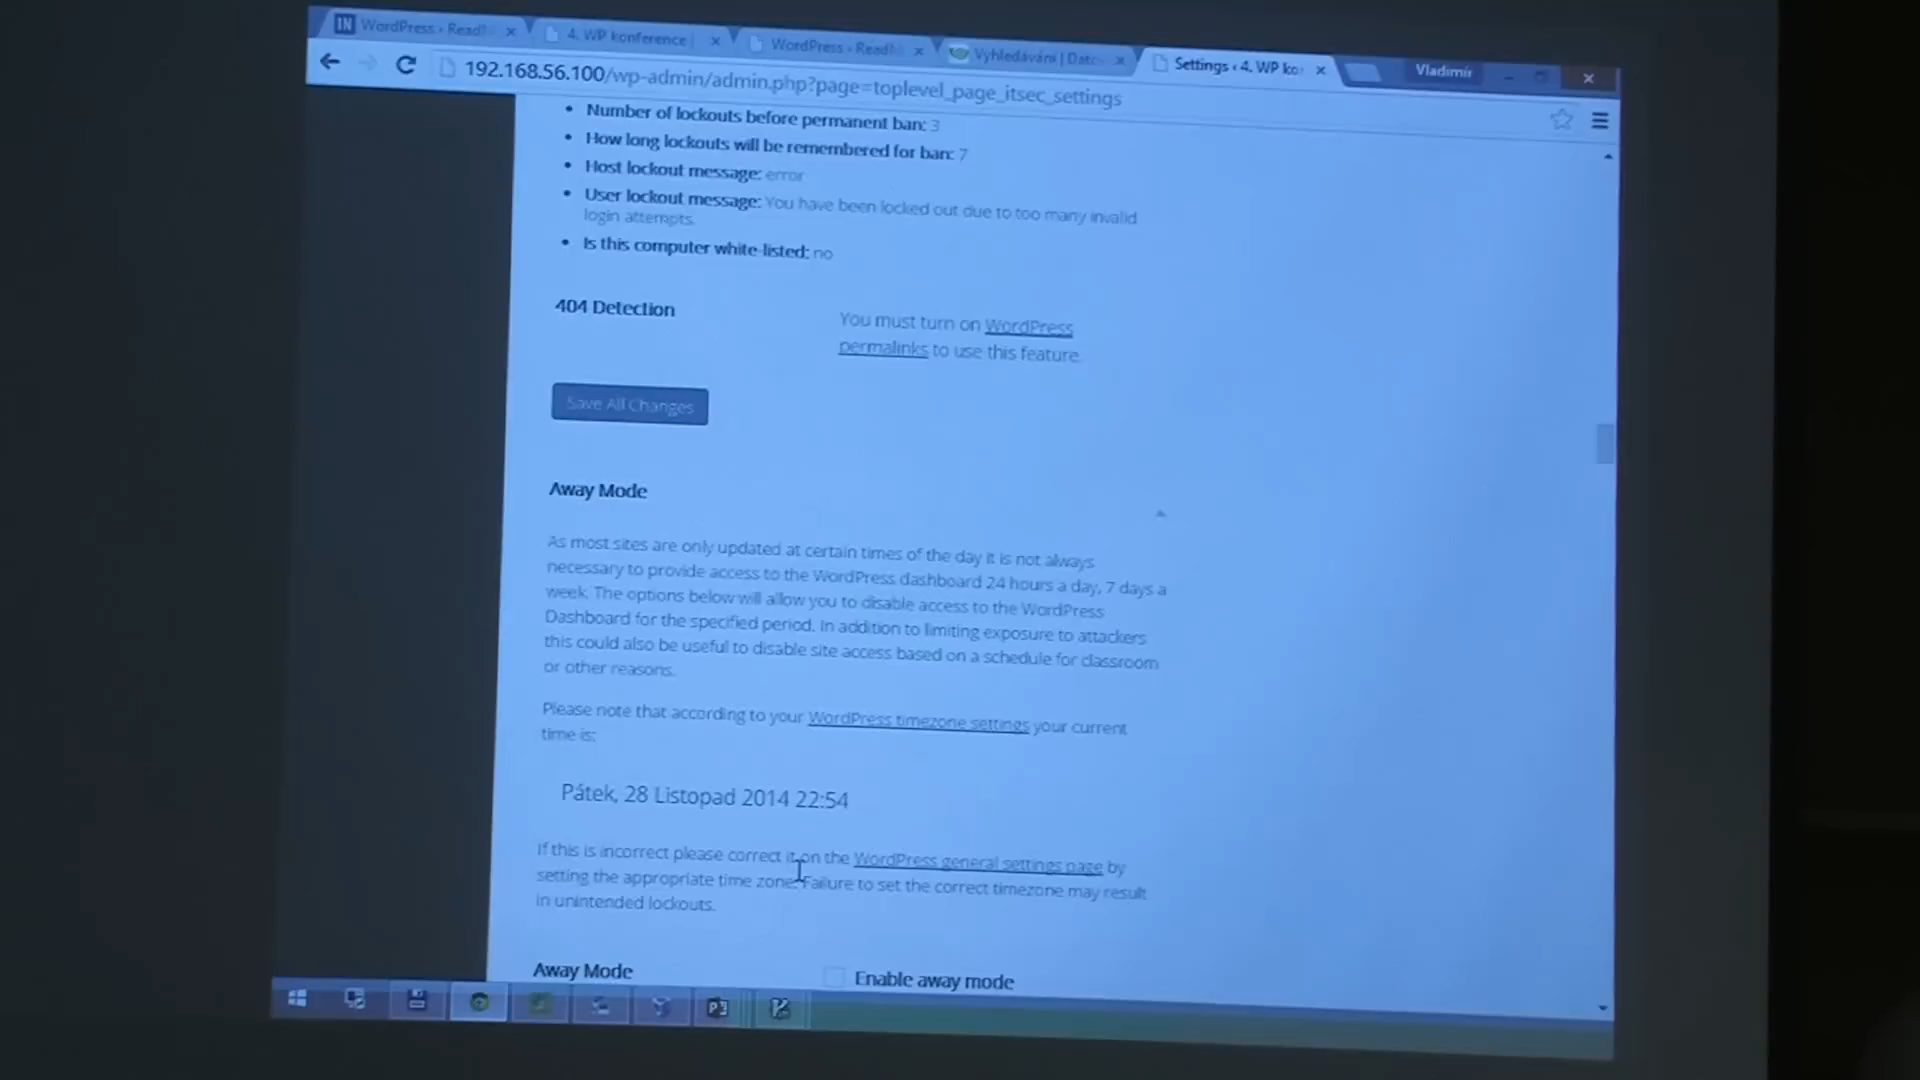 IN WordPress › Read
4. WP konference |
WordPress › Read
Vyhledávání | Dato
Settings ‹ 4. WP ko
Vladimír
192.168.56.100/wp-admin/admin.php?page=toplevel_page_itsec_settings
• Number of lockouts before permanent ban: 3
• How long lockouts will be remembered for ban: 7
• Host lockout message: error
• User lockout message: You have been locked out due to too many invalid
login attempts.
• Is this computer white-listed: no
404 Detection
You must turn on WordPress
permalinks to use this feature.
Save All Changes
Away Mode
As most sites are only updated at certain times of the day it is not always
necessary to provide access to the WordPress dashboard 24 hours a day, 7 days a
week. The options below will allow you to disable access to the WordPress
Dashboard for the specified period. In addition to limiting exposure to attackers
this could also be useful to disable site access based on a schedule for classroom
or other reasons.
Please note that according to your WordPress timezone settings your current
time is:
Pátek, 28 Listopad 2014 22:54
If this is incorrect please correct it on the WordPress general settings page by
setting the appropriate time zone. Failure to set the correct timezone may result
in unintended lockouts.
Away Mode
Enable away mode